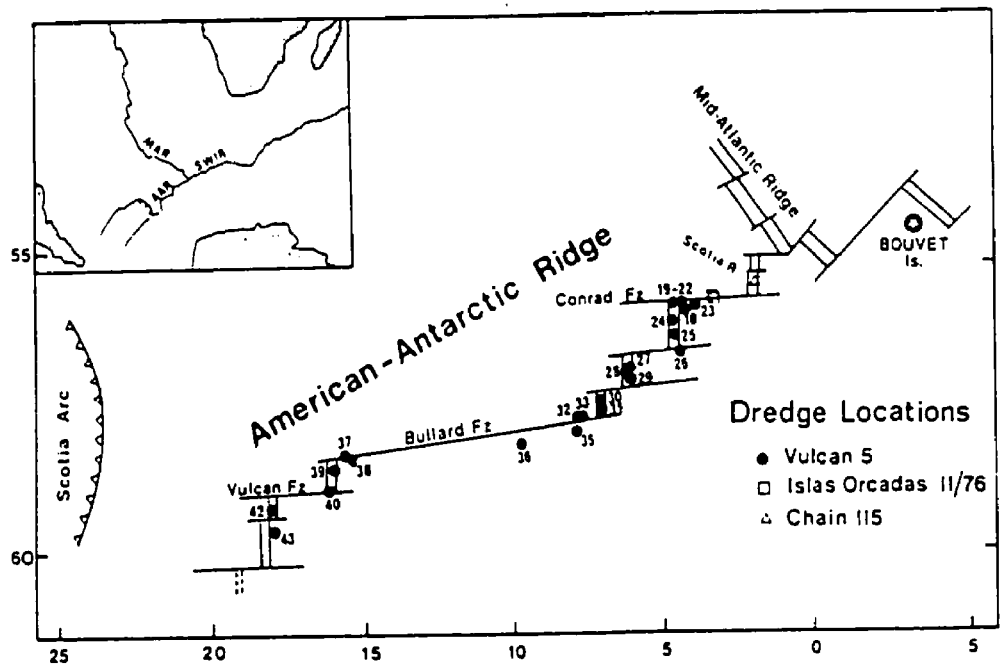 MAR
SWIR
AAR
Mid-Atlantic Ridge
55
BOUVET
Is.
Scotia R
American-Antarctic Ridge
Conrad Fz
19-22
23
18
24
25
26
27
28
29
30
32
33
35
Bullard Fz
36
37
38
39
Vulcan Fz
40
42
43
Scotia Arc
Dredge Locations
Vulcan 5
Islas Orcadas 11/76
Chain 115
60
25
20
15
10
5
0
5